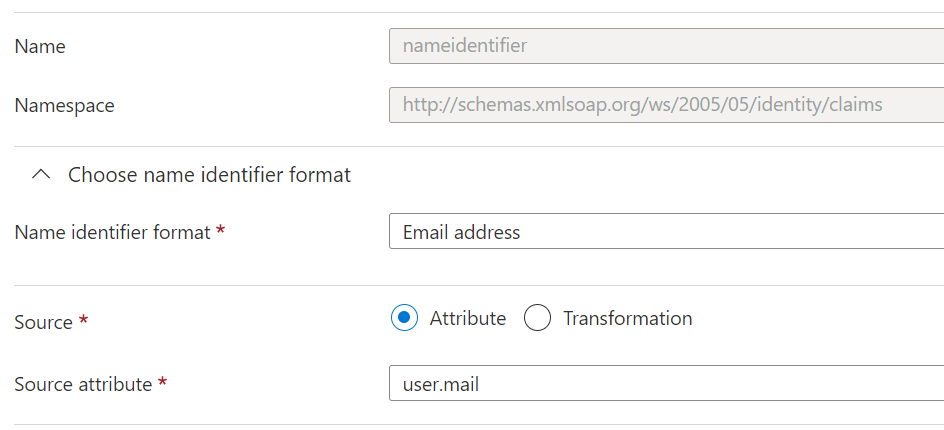 Name
nameidentifier
Namespace
http://schemas.xmlsoap.org/ws/2005/05/identity/claims
Choose name identifier format
Name identifier format *
Email address
Source *
Attribute
Transformation
Source attribute *
user.mail